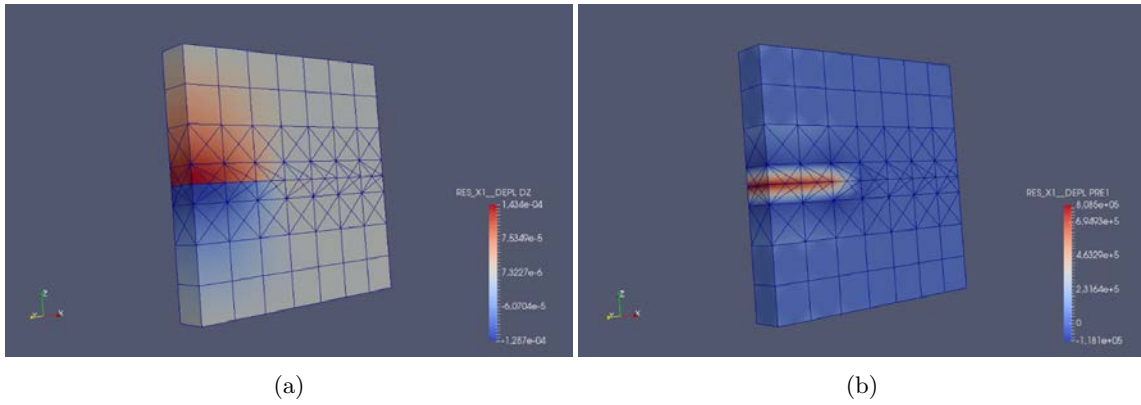 RES_X1__DEPL DZ
1,434e-04
7.5349e-5
7.3227e-6
-6.0704e-5
-1,287e-04
Z
X
RES_X1__DEPL PRE1
8,085e+05
6.9493e+5
4.6329e+5
2.3164e+5
0
-1,181e+05
Z
X
(a)
(b)